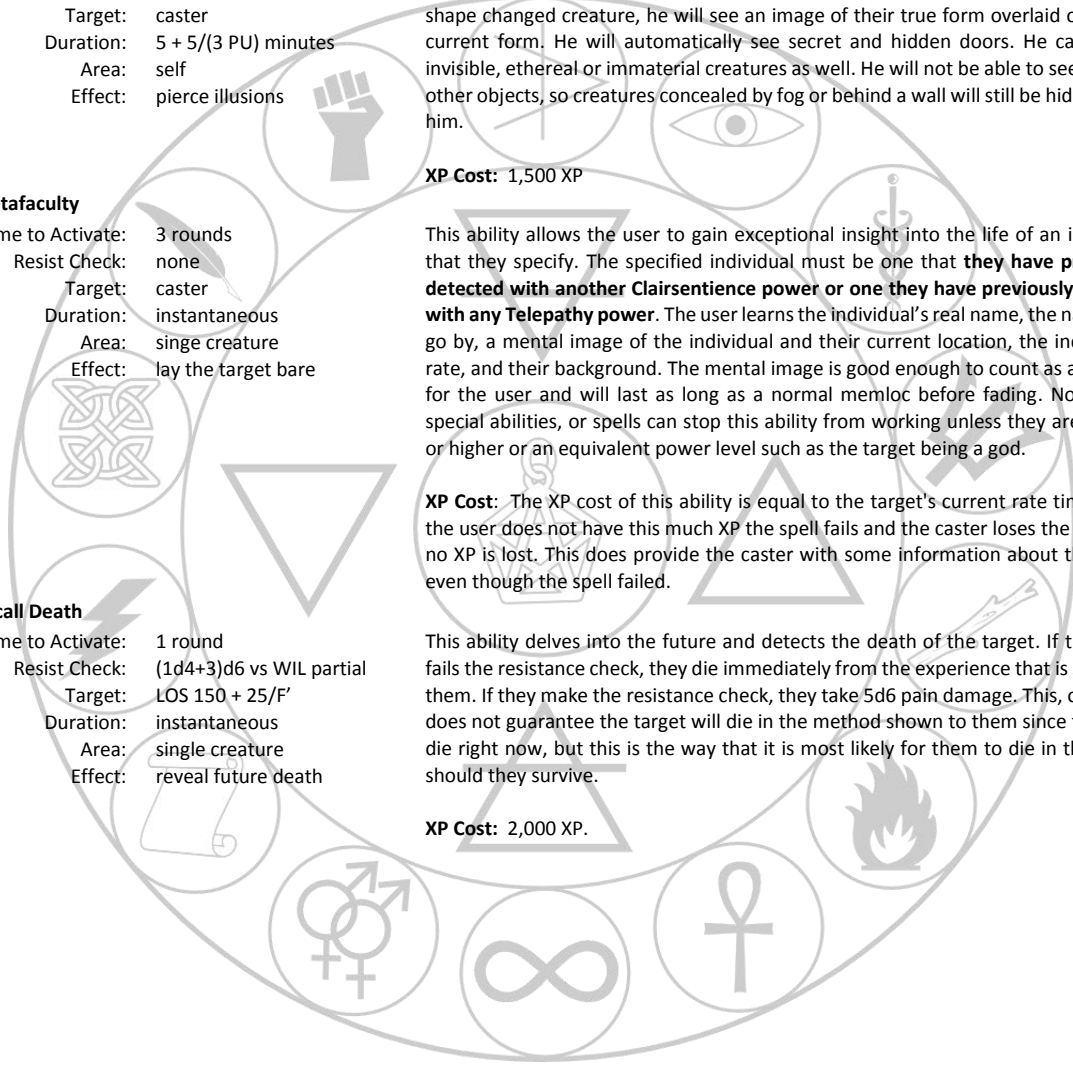 Target: caster
Duration: 5 + 5/(3 PU) minutes
Area: self
Effect: pierce illusions
shape changed creature, he will see an image of their true form overlaid
current form. He will automatically see secret and hidden doors. He ca
invisible, ethereal or immaterial creatures as well. He will not be able to see
other objects, so creatures concealed by fog or behind a wall will still be hid
him.
XP Cost: 1,500 XP
tafaculty
me to Activate: 3 rounds
Resist Check: none
Target: caster
Duration: instantaneous
Area: singe creature
Effect: lay the target bare
This ability allows the user to gain exceptional insight into the life of an i
that they specify. The specified individual must be one that they have p
detected with another Clairsentience power or one they have previously
with any Telepathy power. The user learns the individual's real name, the n
go by, a mental image of the individual and their current location, the in
rate, and their background. The mental image is good enough to count as a
for the user and will last as long as a normal memloc before fading. No
special abilities, or spells can stop this ability from working unless they are
or higher or an equivalent power level such as the target being a god.
XP Cost: The XP cost of this ability is equal to the target's current rate ti
the user does not have this much XP the spell fails and the caster loses the
no XP is lost. This does provide the caster with some information about t
even though the spell failed.
call Death
me to Activate: 1 round
Resist Check: (1d4+3)d6 vs WIL partial
Target: LOS 150 + 25/F'
Duration: instantaneous
Area: single creature
Effect: reveal future death
This ability delves into the future and detects the death of the target. If t
fails the resistance check, they die immediately from the experience that is
them. If they make the resistance check, they take 5d6 pain damage. This,
does not guarantee the target will die in the method shown to them since
die right now, but this is the way that it is most likely for them to die in t
should they survive.
XP Cost: 2,000 XP.